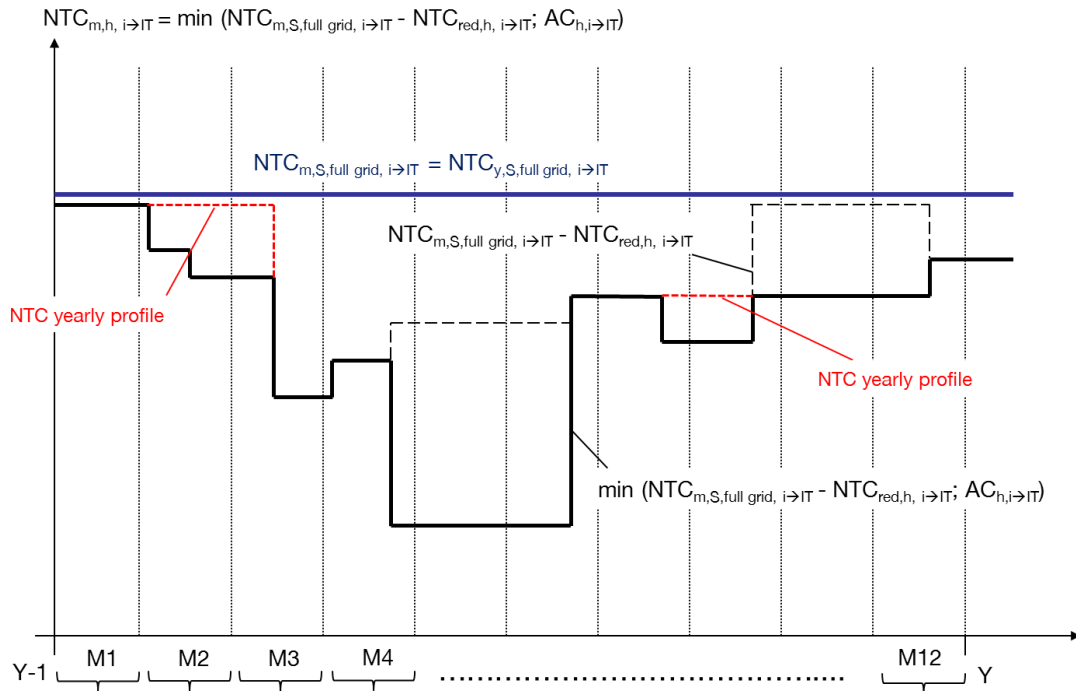 NTCm,h, i→IT = min (NTCm,S,full grid, i→IT - NTCred,h, i→IT; ACh,i→IT)
NTCm,S,full grid, i→IT = NTCy,S,full grid, i→IT
NTCm,S,full grid, i→IT - NTCred,h, i→IT
NTC yearly profile
NTC yearly profile
min (NTCm,S,full grid, i→IT - NTCred,h, i→IT; ACh,i→IT)
Y-1 M1 M2 M3 M4 ........................ M12 Y